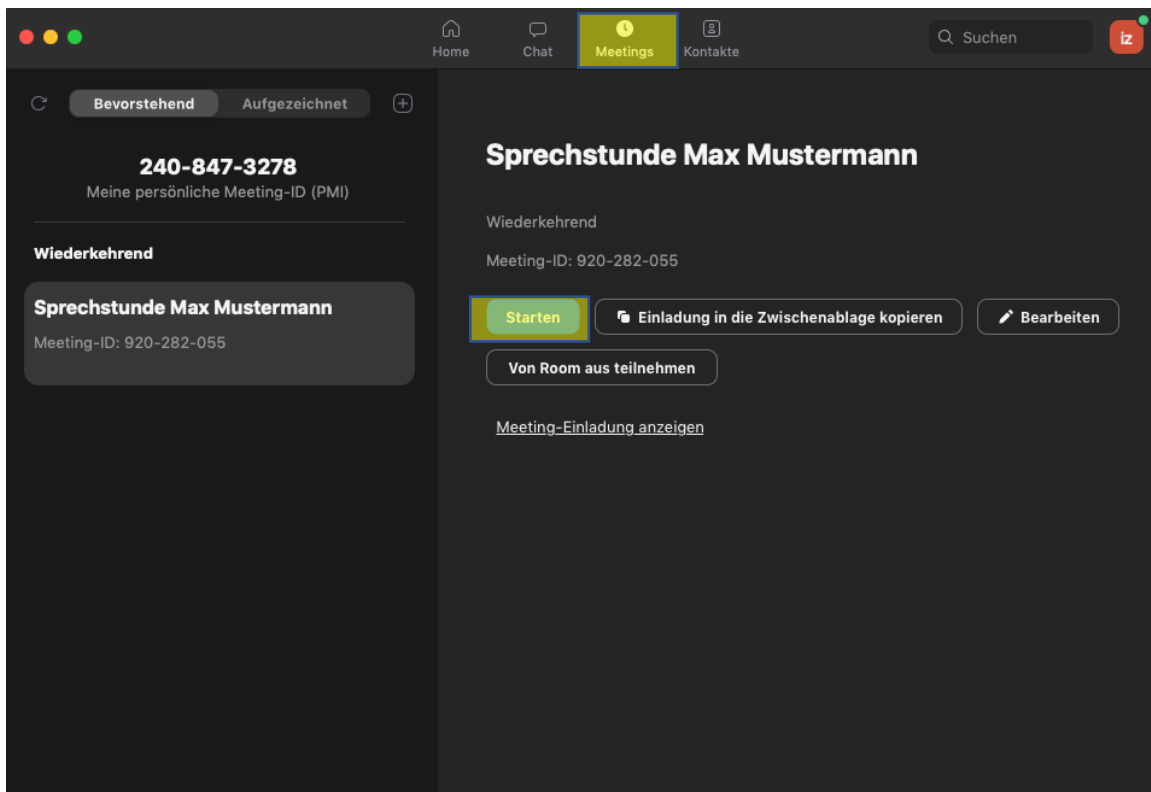 Home Chat Meetings Kontakte
Suchen
iz
Bevorstehend Aufgezeichnet
240-847-3278
Meine persönliche Meeting-ID (PMI)
Wiederkehrend
Sprechstunde Max Mustermann
Meeting-ID: 920-282-055
Sprechstunde Max Mustermann
Wiederkehrend
Meeting-ID: 920-282-055
Starten Einladung in die Zwischenablage kopieren Bearbeiten
Von Room aus teilnehmen
Meeting-Einladung anzeigen